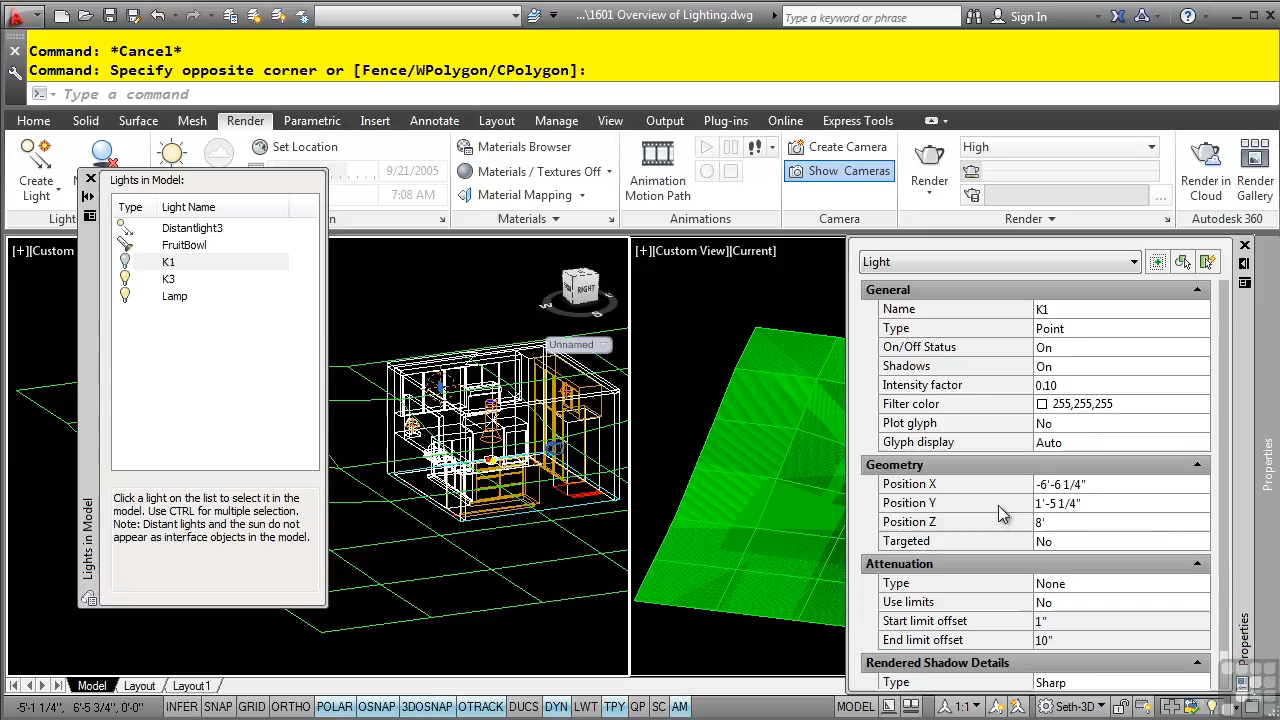 ...\1601 Overview of Lighting.dwg
Type a keyword or phrase
Sign In
Command: *Cancel*
Command: Specify opposite corner or [Fence/WPolygon/CPolygon]:
Type a command
Home Solid Surface Mesh Render Parametric Insert Annotate Layout Manage View Plug-ins Output Online Express Tools
Create Light
Set Location
9/21/2005
7:08 AM
Materials Browser
Materials / Textures Off
Material Mapping
Materials
Animation Motion Path
Animations
Create Camera
Show Cameras
Camera
Render
High
Render
Render in Cloud
Render Gallery
Autodesk 360
Lights in Model:
Type Light Name
Distantlight3
FruitBowl
K1
K3
Lamp
Click a light on the list to select it in the
model. Use CTRL for multiple selection.
Note: Distant lights and the sun do not
appear as interface objects in the model.
Lights in Model
[+][Custom
RIGHT
Unnamed
[+][Custom View][Current]
Light
General
Name K1
Type Point
On/Off Status On
Shadows On
Intensity factor 0.10
Filter color 255,255,255
Plot glyph No
Glyph display Auto
Geometry
Position X -6'-6 1/4"
Position Y 1'-5 1/4"
Position Z 8'
Targeted No
Attenuation
Type None
Use limits No
Start limit offset 1"
End limit offset 10"
Rendered Shadow Details
Type Sharp
Properties
Properties
Model Layout Layout1
-5'-1 1/4", 6'-5 3/4", 0'-0" INFER SNAP GRID ORTHO POLAR OSNAP 3DOSNAP OTRACK DUCS DYN LWT TPY QP SC AM MODEL 1:1 Seth-3D